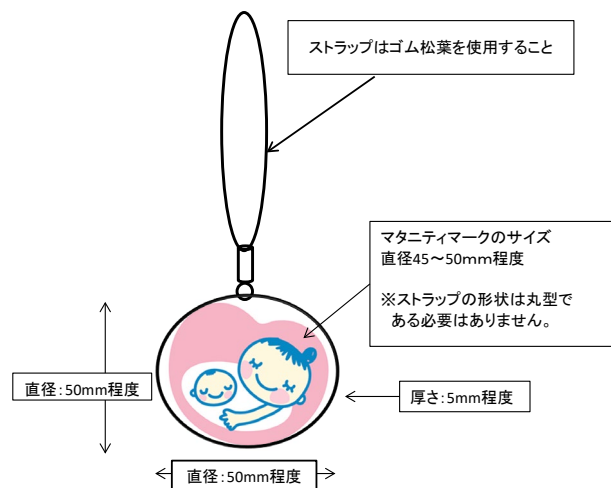 ストラップはゴム松葉を使用すること
マタニティマークのサイズ
直径45～50mm程度
※ストラップの形状は丸型で
ある必要はありません。
直径：50mm程度
厚さ：5mm程度
直径：50mm程度